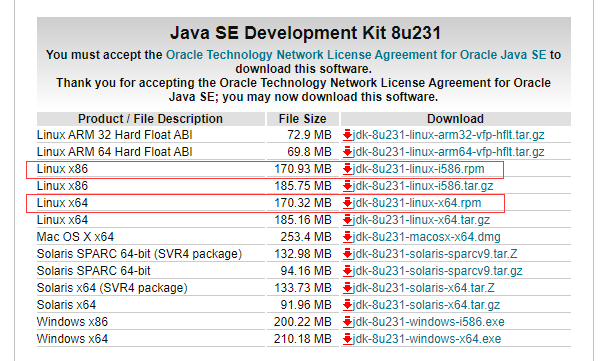 Java SE Development Kit 8u231
You must accept the Oracle Technology Network License Agreement for Oracle Java SE to
download this software.
Thank you for accepting the Oracle Technology Network License Agreement for Oracle
Java SE; you may now download this software.
Product / File Description File Size Download
Linux ARM 32 Hard Float ABI 72.9 MB jdk-8u231-linux-arm32-vfp-hflt.tar.gz
Linux ARM 64 Hard Float ABI 69.8 MB jdk-8u231-linux-arm64-vfp-hflt.tar.gz
Linux x86 170.93 MB jdk-8u231-linux-i586.rpm
Linux x86 185.75 MB jdk-8u231-linux-i586.tar.gz
Linux x64 170.32 MB jdk-8u231-linux-x64.rpm
Linux x64 185.16 MB jdk-8u231-linux-x64.tar.gz
Mac OS X x64 253.4 MB jdk-8u231-macosx-x64.dmg
Solaris SPARC 64-bit (SVR4 package) 132.98 MB jdk-8u231-solaris-sparcv9.tar.Z
Solaris SPARC 64-bit 94.16 MB jdk-8u231-solaris-sparcv9.tar.gz
Solaris x64 (SVR4 package) 133.73 MB jdk-8u231-solaris-x64.tar.Z
Solaris x64 91.96 MB jdk-8u231-solaris-x64.tar.gz
Windows x86 200.22 MB jdk-8u231-windows-i586.exe
Windows x64 210.18 MB jdk-8u231-windows-x64.exe